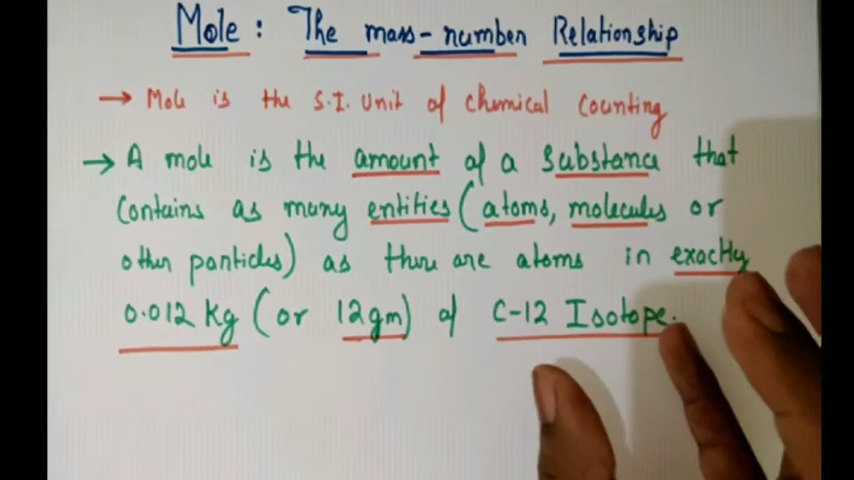 Mole: The mass-number Relationship
→ Mole is the S.I. Unit of chemical counting
→ A mole is the amount of a substance that
contains as many entities (atoms, molecules or
other particles) as there are atoms in exactly
0.012 kg (or 12gm) of C-12 Isotope.